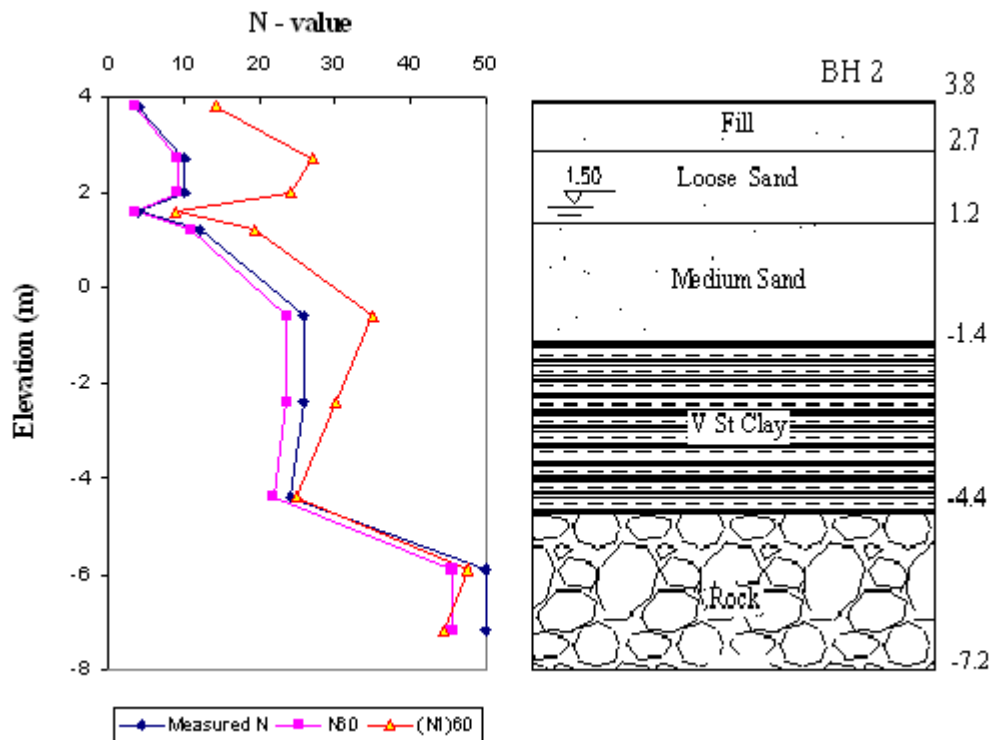 N - value
0 10 20 30 40 50
4
2
0
-2
-4
-6
-8
Elevation (m)
Measured N N60 (N1)60
BH 2
3.8
Fill
2.7
1.50
Loose Sand
1.2
Medium Sand
-1.4
V St Clay
-4.4
Rock
-7.2